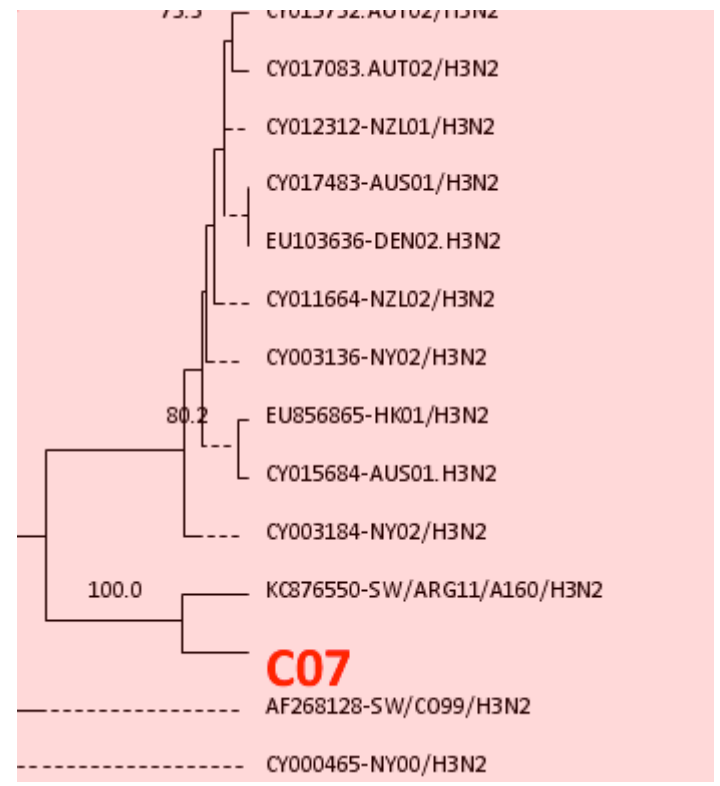 CY017083.AUT02/H3N2
CY012312-NZL01/H3N2
CY017483-AUS01/H3N2
EU103636-DEN02.H3N2
CY011664-NZL02/H3N2
CY003136-NY02/H3N2
80.2 EU856865-HK01/H3N2
CY015684-AUS01.H3N2
CY003184-NY02/H3N2
100.0 KC876550-SW/ARG11/A160/H3N2
C07
AF268128-SW/CO99/H3N2
CY000465-NY00/H3N2